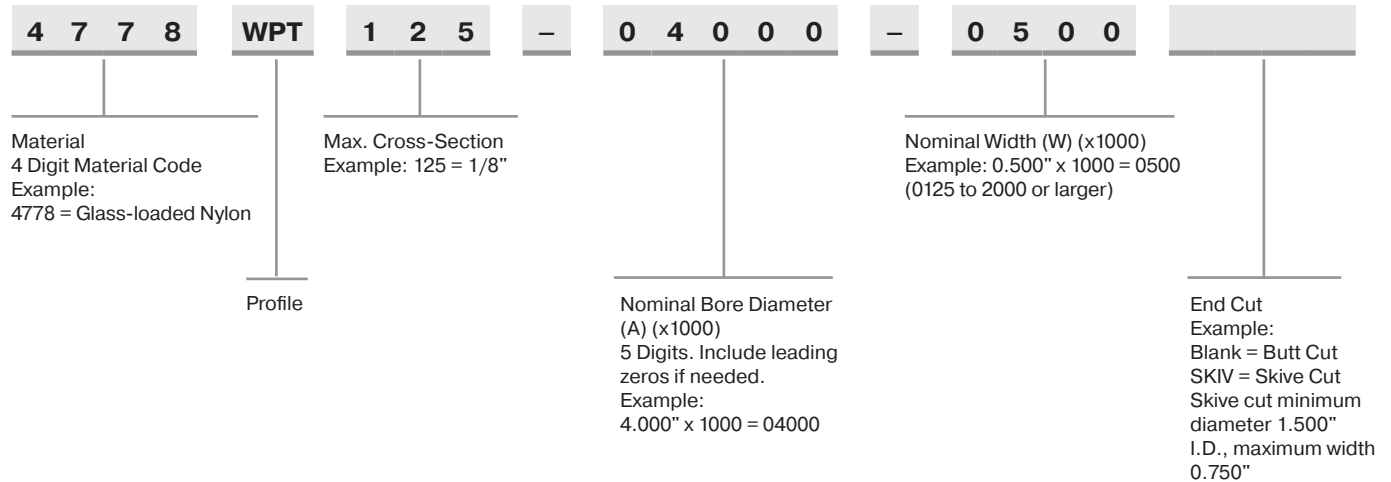 4 7 7 8 WPT 1 2 5 – 0 4 0 0 0 – 0 5 0 0
Material
4 Digit Material Code
Example:
4778 = Glass-loaded Nylon
Profile
Max. Cross-Section
Example: 125 = 1/8"
Nominal Bore Diameter
(A) (x1000)
5 Digits. Include leading
zeros if needed.
Example:
4.000" x 1000 = 04000
Nominal Width (W) (x1000)
Example: 0.500" x 1000 = 0500
(0125 to 2000 or larger)
End Cut
Example:
Blank = Butt Cut
SKIV = Skive Cut
Skive cut minimum
diameter 1.500"
I.D., maximum width
0.750"